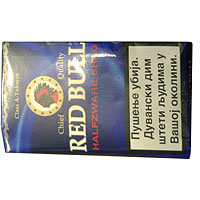 Class A Tobacco
Chief Quality
RED BULL
HALFZWARE SHAG
Пушење убија.
Дувански дим
штети људима у
Вашој околини.